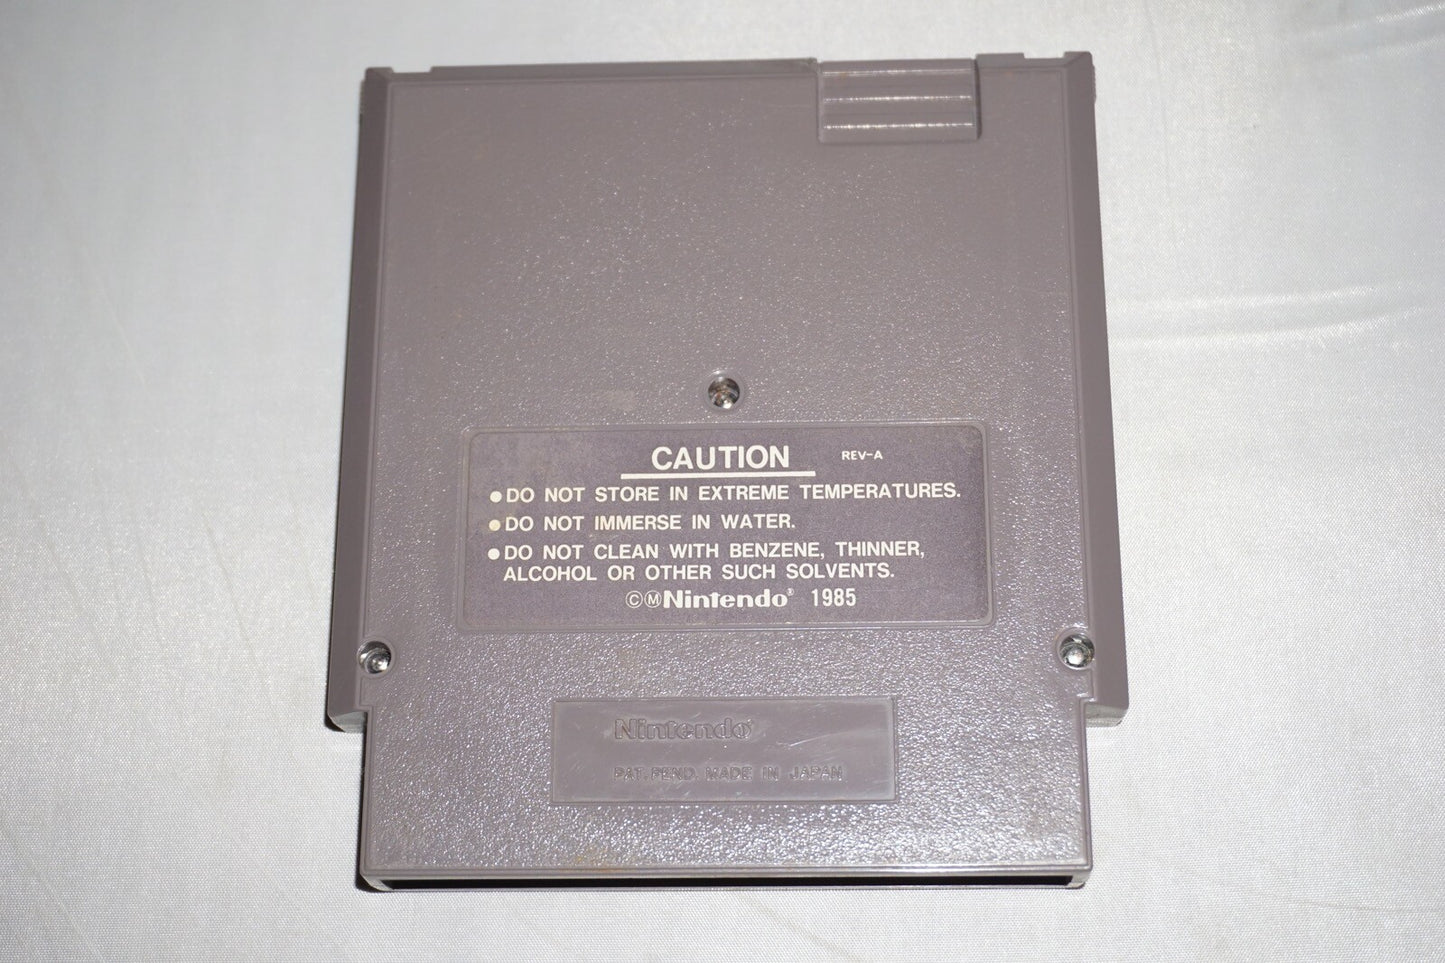 CAUTION REV-A
●DO NOT STORE IN EXTREME TEMPERATURES.
●DO NOT IMMERSE IN WATER.
●DO NOT CLEAN WITH BENZENE, THINNER,
ALCOHOL OR OTHER SUCH SOLVENTS.
©ⓂNintendo® 1985
Nintendo®
PAT. PEND. MADE IN JAPAN